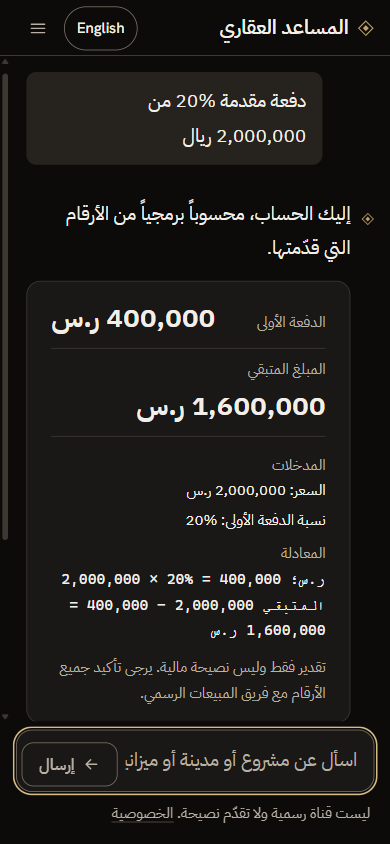 المساعد العقاري
English
دفعة مقدمة 20% من
2,000,000 ريال
إليك الحساب، محسوباً برمجياً من الأرقام
التي قدّمتها.
الدفعة الأولى
400,000 ر.س
المبلغ المتبقي
1,600,000 ر.س
المدخلات
السعر: 2,000,000 ر.س
نسبة الدفعة الأولى: 20%
المعادلة
2,000,000 × 20% = 400,000 ر.س؛
المتبقي 2,000,000 − 400,000 =
1,600,000 ر.س
تقدير فقط وليس نصيحة مالية. يرجى تأكيد جميع
الأرقام مع فريق المبيعات الرسمي.
اسأل عن مشروع أو مدينة أو ميزاني
إرسال
ليست قناة رسمية ولا تقدّم نصيحة. الخصوصية